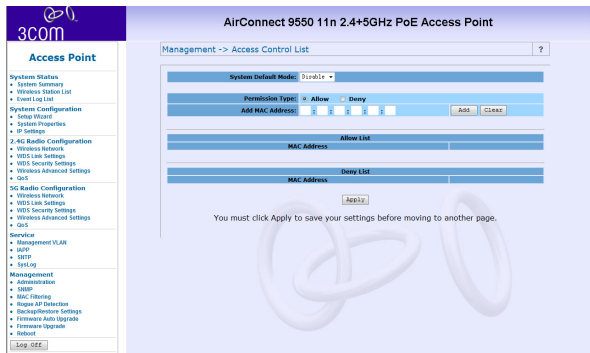 3COM
AirConnect 9550 11n 2.4+5GHz PoE Access Point
Access Point
System Status
System Summary
Wireless Station List
Event Log List
System Configuration
Setup Wizard
System Properties
IP Settings
2.4G Radio Configuration
Wireless Network
WDS Link Settings
WDS Security Settings
Wireless Advanced Settings
QoS
5G Radio Configuration
Wireless Network
WDS Link Settings
WDS Security Settings
Wireless Advanced Settings
QoS
Service
Management VLAN
IAPP
SNTP
SysLog
Management
Administration
SNMP
MAC Filtering
Rogue AP Detection
Backup/Restore Settings
Firmware Auto Upgrade
Firmware Upgrade
Reboot
Log Off
Management -> Access Control List ?
System Default Mode: Disable
Permission Type: Allow Deny
Add MAC Address: : : : : : Add Clear
Allow List
MAC Address
Deny List
MAC Address
Apply
You must click Apply to save your settings before moving to another page.